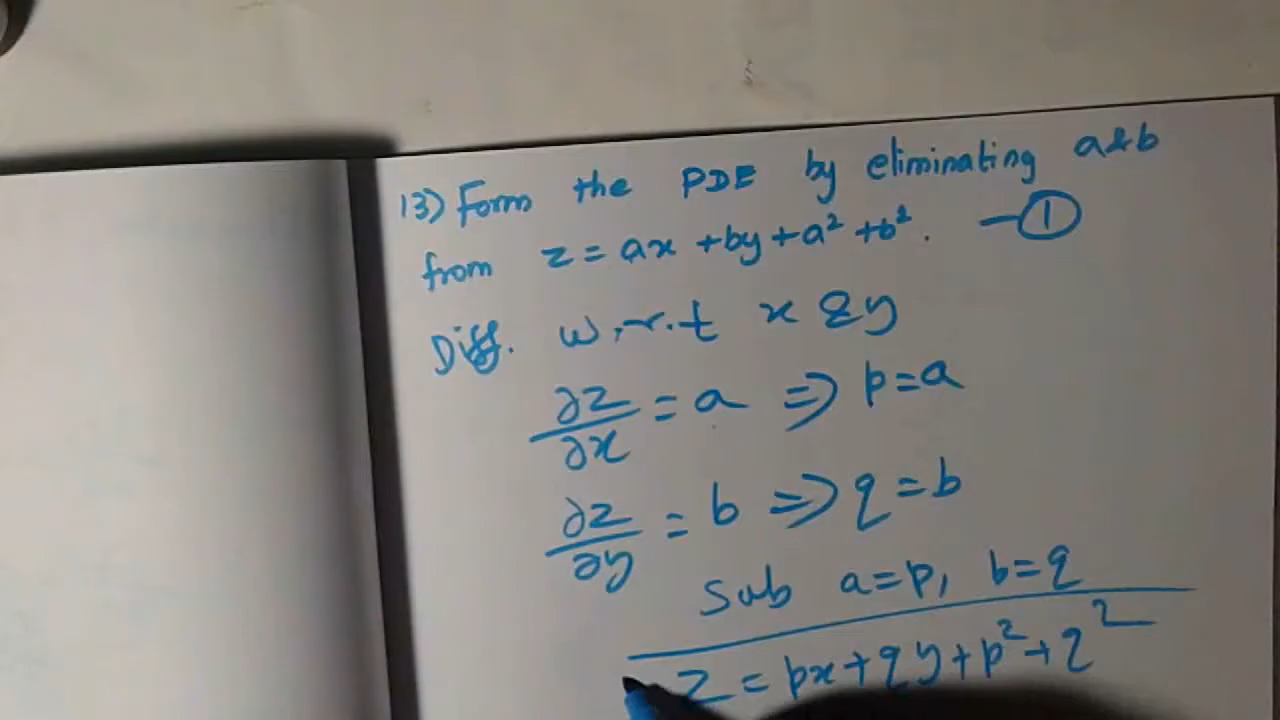 13) Form the PDE by eliminating a&b
from z = ax + by + a² + b². — ①
Diff. w.r.t x & y
∂z/∂x = a ⇒ p = a
∂z/∂y = b ⇒ q = b
Sub a = p, b = q
z = px + qy + p² + q²